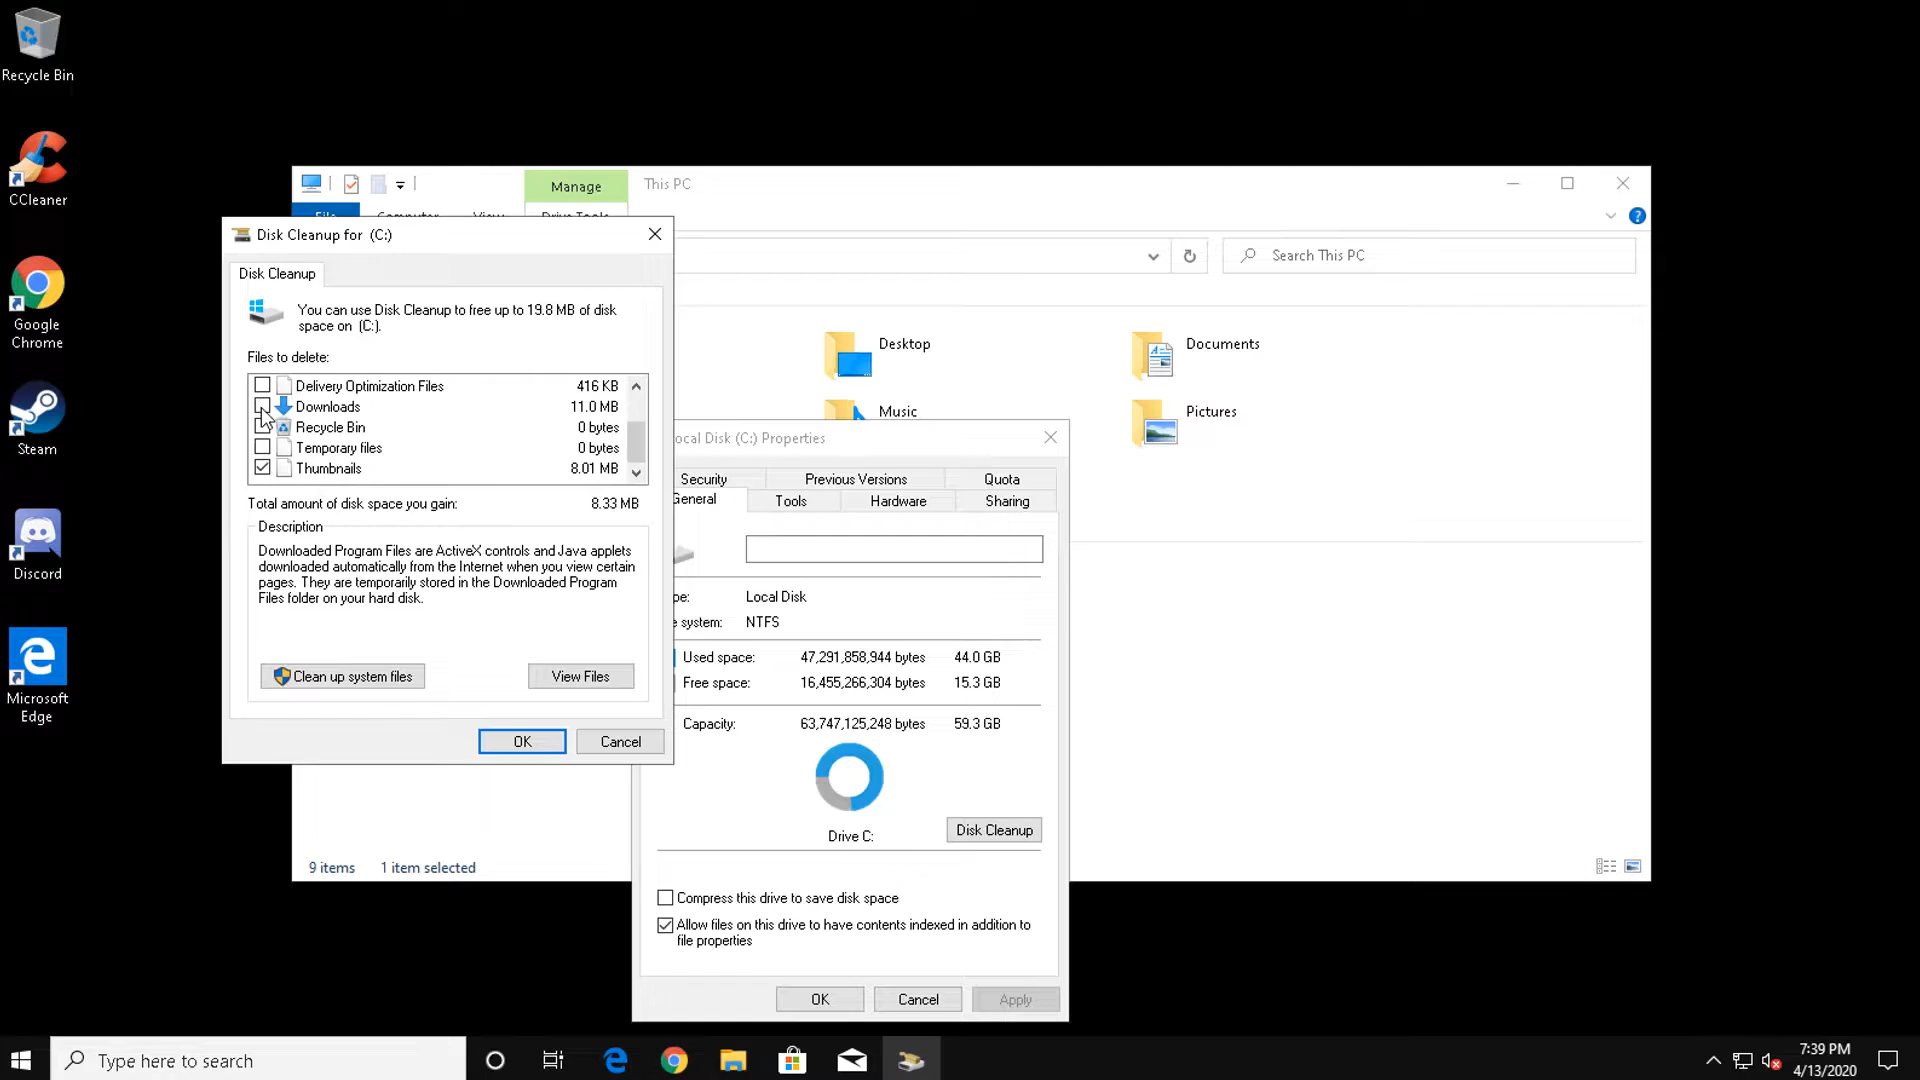 Recycle Bin
CCleaner
Google
Chrome
Steam
Discord
Microsoft
Edge
Manage
This PC
File
Computer
View
Drive Tools
Search This PC
Desktop
Documents
Music
Pictures
9 items
1 item selected
Disk Cleanup for (C:)
Disk Cleanup
You can use Disk Cleanup to free up to 19.8 MB of disk
space on (C:).
Files to delete:
Delivery Optimization Files 416 KB
Downloads 11.0 MB
Recycle Bin 0 bytes
Temporary files 0 bytes
Thumbnails 8.01 MB
Total amount of disk space you gain: 8.33 MB
Description
Downloaded Program Files are ActiveX controls and Java applets
downloaded automatically from the Internet when you view certain
pages. They are temporarily stored in the Downloaded Program
Files folder on your hard disk.
Clean up system files
View Files
OK
Cancel
ocal Disk (C:) Properties
Security
Previous Versions
Quota
General
Tools
Hardware
Sharing
pe: Local Disk
e system: NTFS
Used space: 47,291,858,944 bytes 44.0 GB
Free space: 16,455,266,304 bytes 15.3 GB
Capacity: 63,747,125,248 bytes 59.3 GB
Drive C:
Disk Cleanup
Compress this drive to save disk space
Allow files on this drive to have contents indexed in addition to
file properties
OK
Cancel
Apply
Type here to search
7:39 PM
4/13/2020